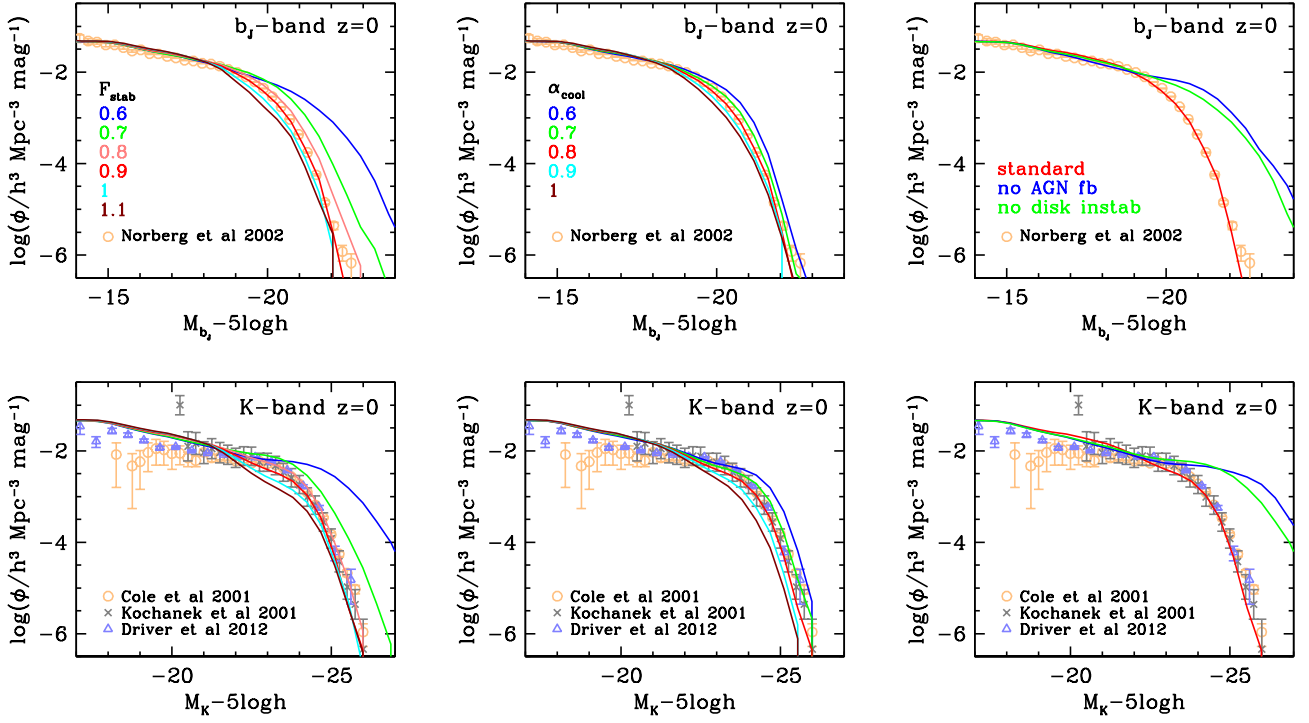 b_J-band z=0
log(φ/h³ Mpc⁻³ mag⁻¹)
−2
−4
−6
F_stab
0.6
0.7
0.8
0.9
1
1.1
Norberg et al 2002
−15
−20
M_{b_J}−5logh
b_J-band z=0
log(φ/h³ Mpc⁻³ mag⁻¹)
−2
−4
−6
α_cool
0.6
0.7
0.8
0.9
1
Norberg et al 2002
−15
−20
M_{b_J}−5logh
b_J-band z=0
log(φ/h³ Mpc⁻³ mag⁻¹)
−2
−4
−6
standard
no AGN fb
no disk instab
Norberg et al 2002
−15
−20
M_{b_J}−5logh
K-band z=0
log(φ/h³ Mpc⁻³ mag⁻¹)
−2
−4
−6
Cole et al 2001
Kochanek et al 2001
Driver et al 2012
−20
−25
M_K−5logh
K-band z=0
log(φ/h³ Mpc⁻³ mag⁻¹)
−2
−4
−6
Cole et al 2001
Kochanek et al 2001
Driver et al 2012
−20
−25
M_K−5logh
K-band z=0
log(φ/h³ Mpc⁻³ mag⁻¹)
−2
−4
−6
Cole et al 2001
Kochanek et al 2001
Driver et al 2012
−20
−25
M_K−5logh